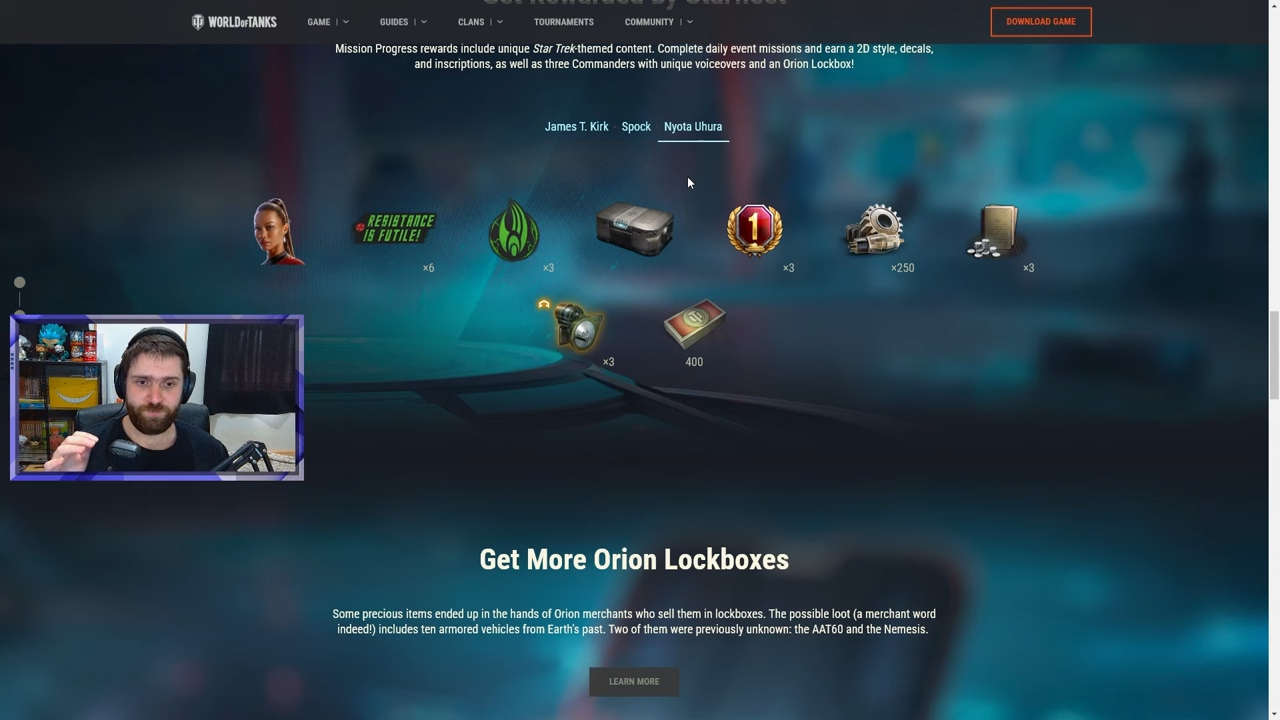 Get Rewarded by Starfleet
WORLD OF TANKS GAME GUIDES CLANS TOURNAMENTS COMMUNITY DOWNLOAD GAME
Mission Progress rewards include unique Star Trek-themed content. Complete daily event missions and earn a 2D style, decals,
and inscriptions, as well as three Commanders with unique voiceovers and an Orion Lockbox!
James T. Kirk Spock Nyota Uhura
RESISTANCE
IS FUTILE!
1
×6 ×3 ×3 ×250 ×3
×3 400
Get More Orion Lockboxes
Some precious items ended up in the hands of Orion merchants who sell them in lockboxes. The possible loot (a merchant word
indeed!) includes ten armored vehicles from Earth's past. Two of them were previously unknown: the AAT60 and the Nemesis.
LEARN MORE